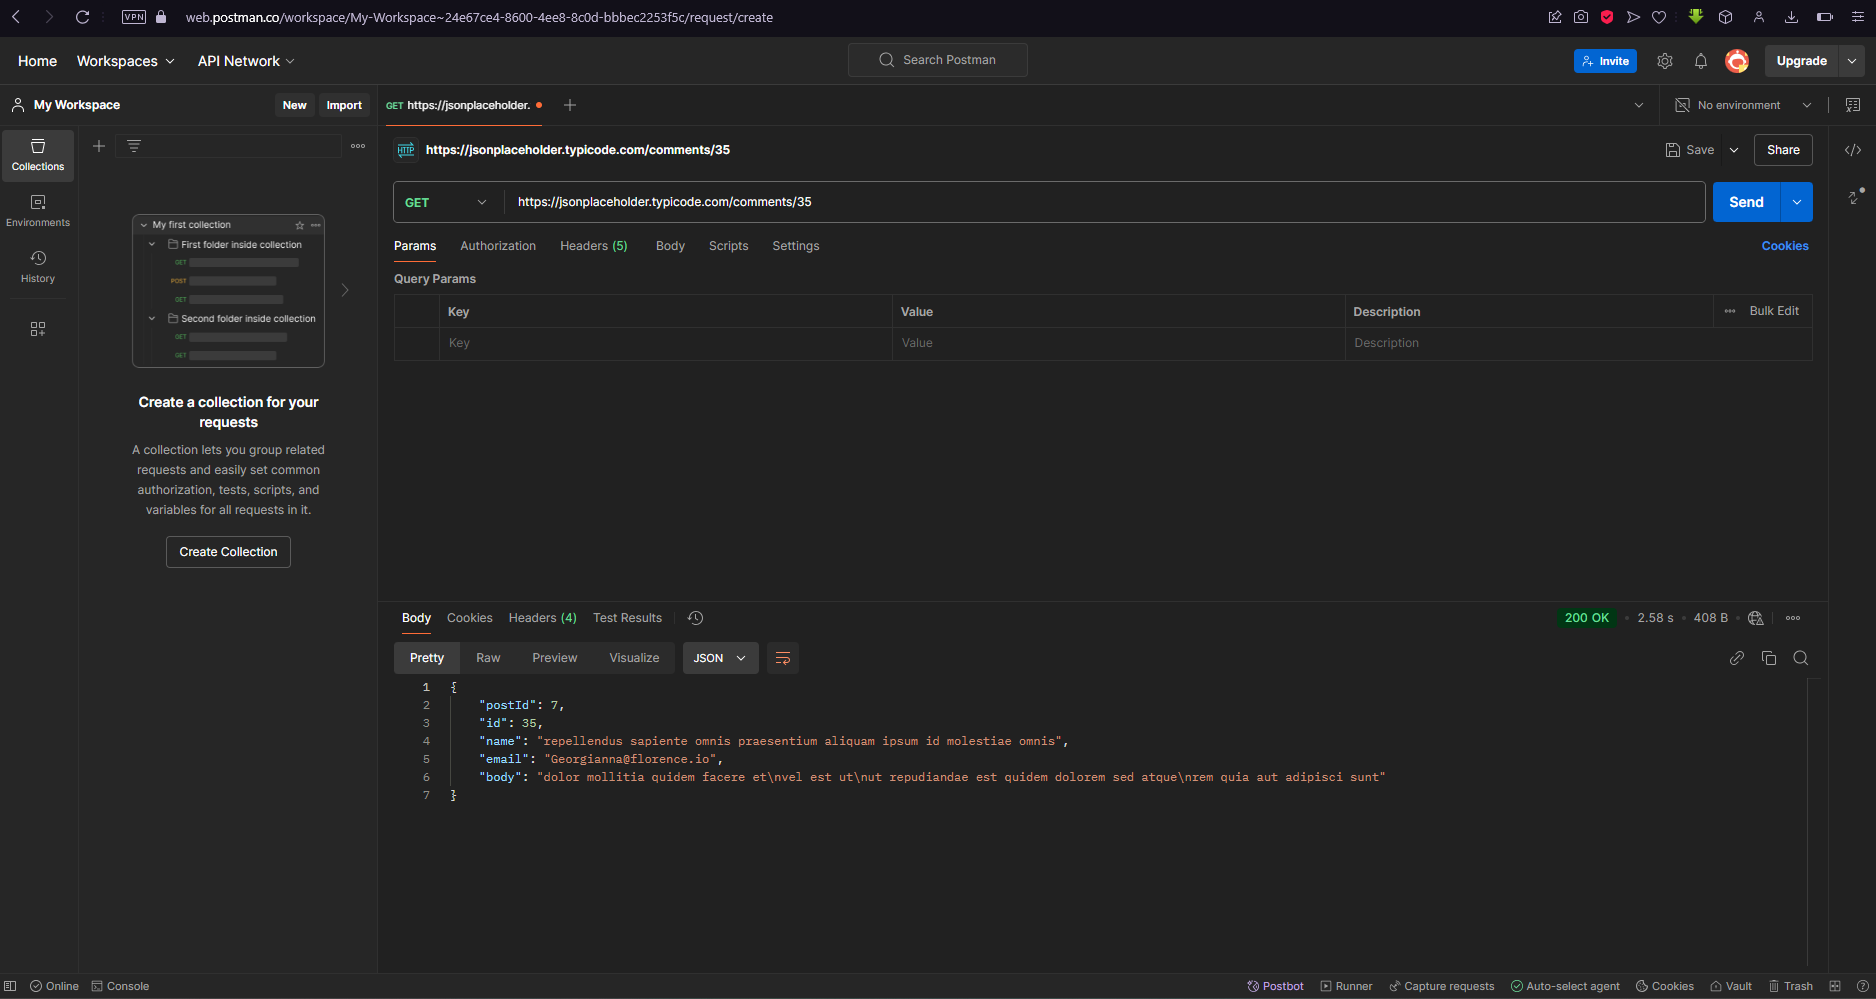 VPN web.postman.co/workspace/My-Workspace~24e67ce4-8600-4ee8-8c0d-bbbec2253f5c/request/create
Home Workspaces API Network Search Postman Invite Upgrade
My Workspace New Import GET https://jsonplaceholder. No environment
Collections
Environments
History
My first collection
First folder inside collection
GET
POST
GET
Second folder inside collection
GET
GET
Create a collection for your
requests
A collection lets you group related
requests and easily set common
authorization, tests, scripts, and
variables for all requests in it.
Create Collection
HTTP https://jsonplaceholder.typicode.com/comments/35 Save Share
GET https://jsonplaceholder.typicode.com/comments/35 Send
Params Authorization Headers (5) Body Scripts Settings Cookies
Query Params
Key Value Description Bulk Edit
Key Value Description
Body Cookies Headers (4) Test Results 200 OK 2.58 s 408 B
Pretty Raw Preview Visualize JSON
1 {
2 "postId": 7,
3 "id": 35,
4 "name": "repellendus sapiente omnis praesentium aliquam ipsum id molestiae omnis",
5 "email": "Georgianna@florence.io",
6 "body": "dolor mollitia quidem facere et\nvel est ut\nut repudiandae est quidem dolorem sed atque\nrem quia aut adipisci sunt"
7 }
Online Console Postbot Runner Capture requests Auto-select agent Cookies Vault Trash